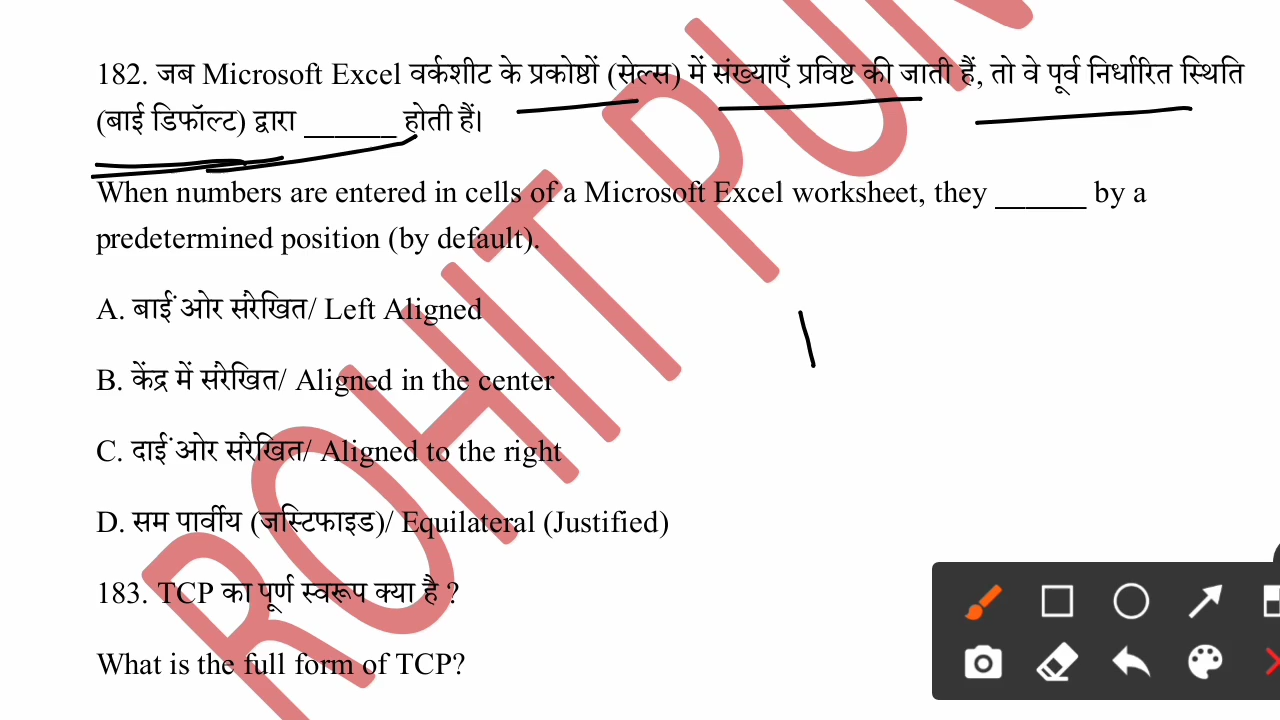 182. जब Microsoft Excel वर्कशीट के प्रकोष्ठों (सेल्स) में संख्याएँ प्रविष्ट की जाती हैं, तो वे पूर्व निर्धारित स्थिति
(बाई डिफॉल्ट) द्वारा ______ होती हैं।
When numbers are entered in cells of a Microsoft Excel worksheet, they ______ by a
predetermined position (by default).
A. बाईं ओर संरेखित/ Left Aligned
B. केंद्र में संरेखित/ Aligned in the center
C. दाईं ओर संरेखित/ Aligned to the right
D. सम पार्वीय (जस्टिफाइड)/ Equilateral (Justified)
183. TCP का पूर्ण स्वरूप क्या है ?
What is the full form of TCP?
ROHIT PUN